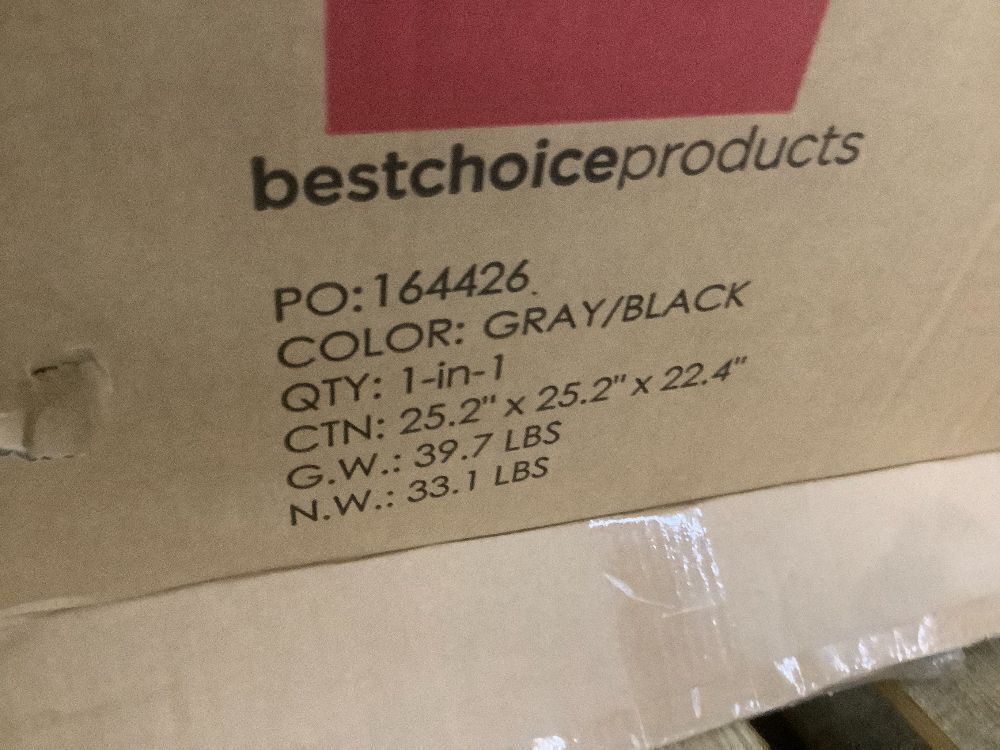 bestchoiceproducts
PO:164426.
COLOR: GRAY/BLACK
QTY: 1-in-1
CTN: 25.2" x 25.2" x 22.4"
G.W.: 39.7 LBS
N.W.: 33.1 LBS